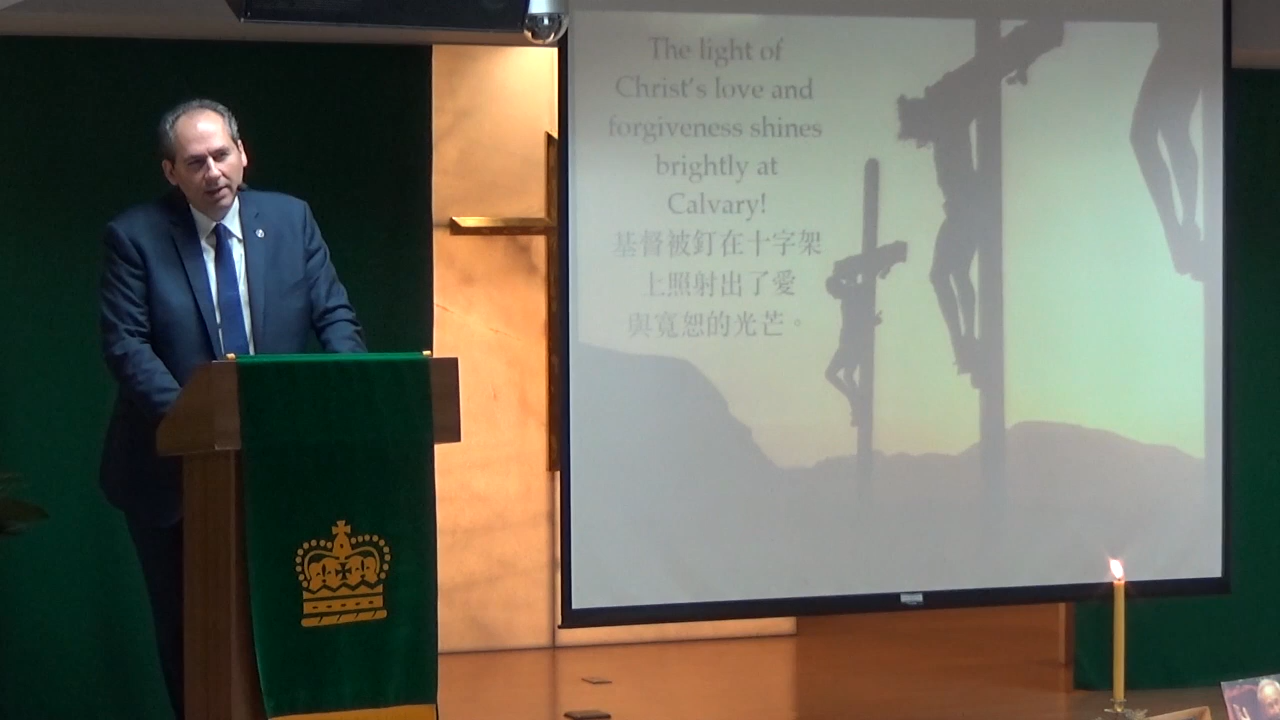 The light of
Christ's love and
forgiveness shines
brightly at
Calvary!
基督被釘在十字架
上照射出了愛
與寬恕的光芒。